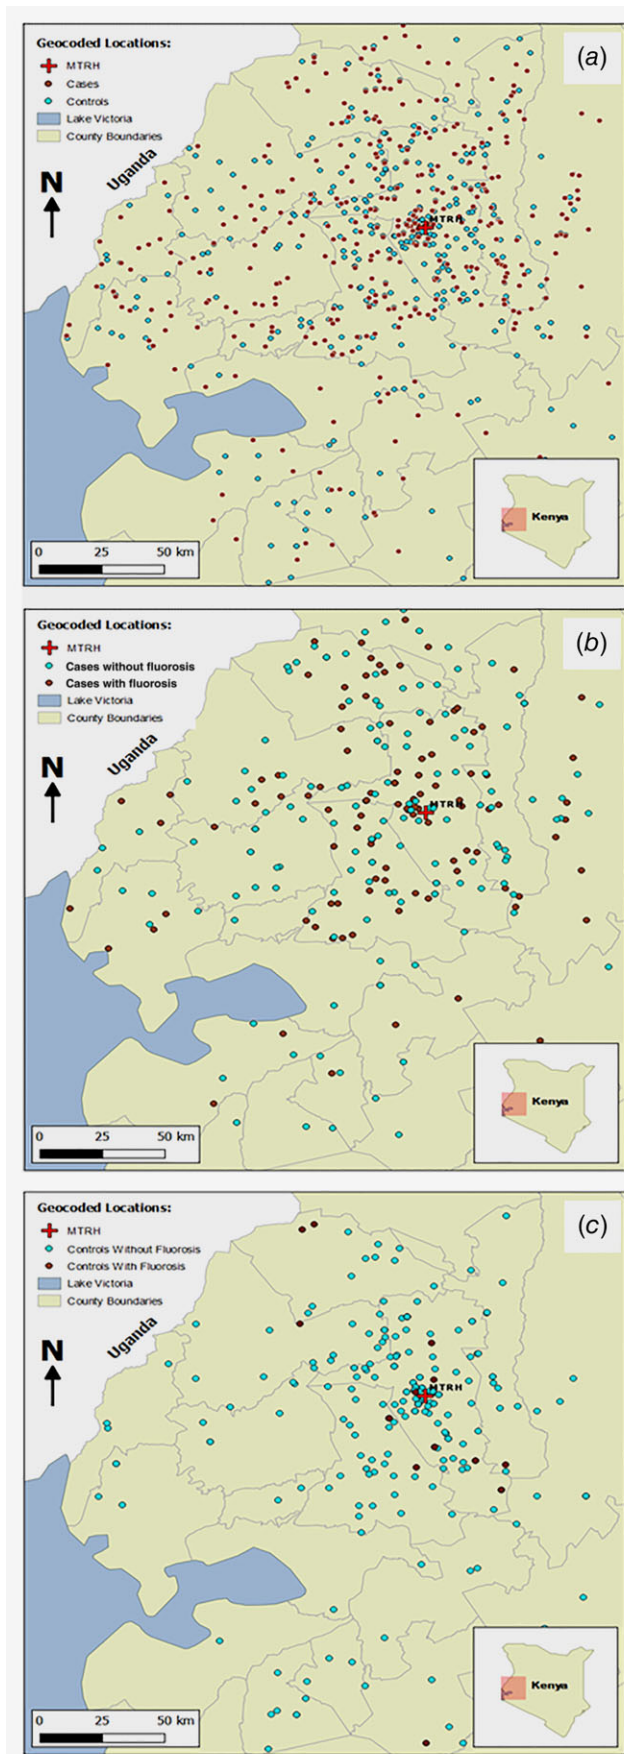 (a)
Geocoded Locations:
MTRH
Cases
Controls
Lake Victoria
County Boundaries
Uganda
N
MTRH
Kenya
0 25 50 km
(b)
Geocoded Locations:
MTRH
Cases without fluorosis
Cases with fluorosis
Lake Victoria
County Boundaries
Uganda
N
MTRH
Kenya
0 25 50 km
(c)
Geocoded Locations:
MTRH
Controls Without Fluorosis
Controls With Fluorosis
Lake Victoria
County Boundaries
Uganda
N
MTRH
Kenya
0 25 50 km